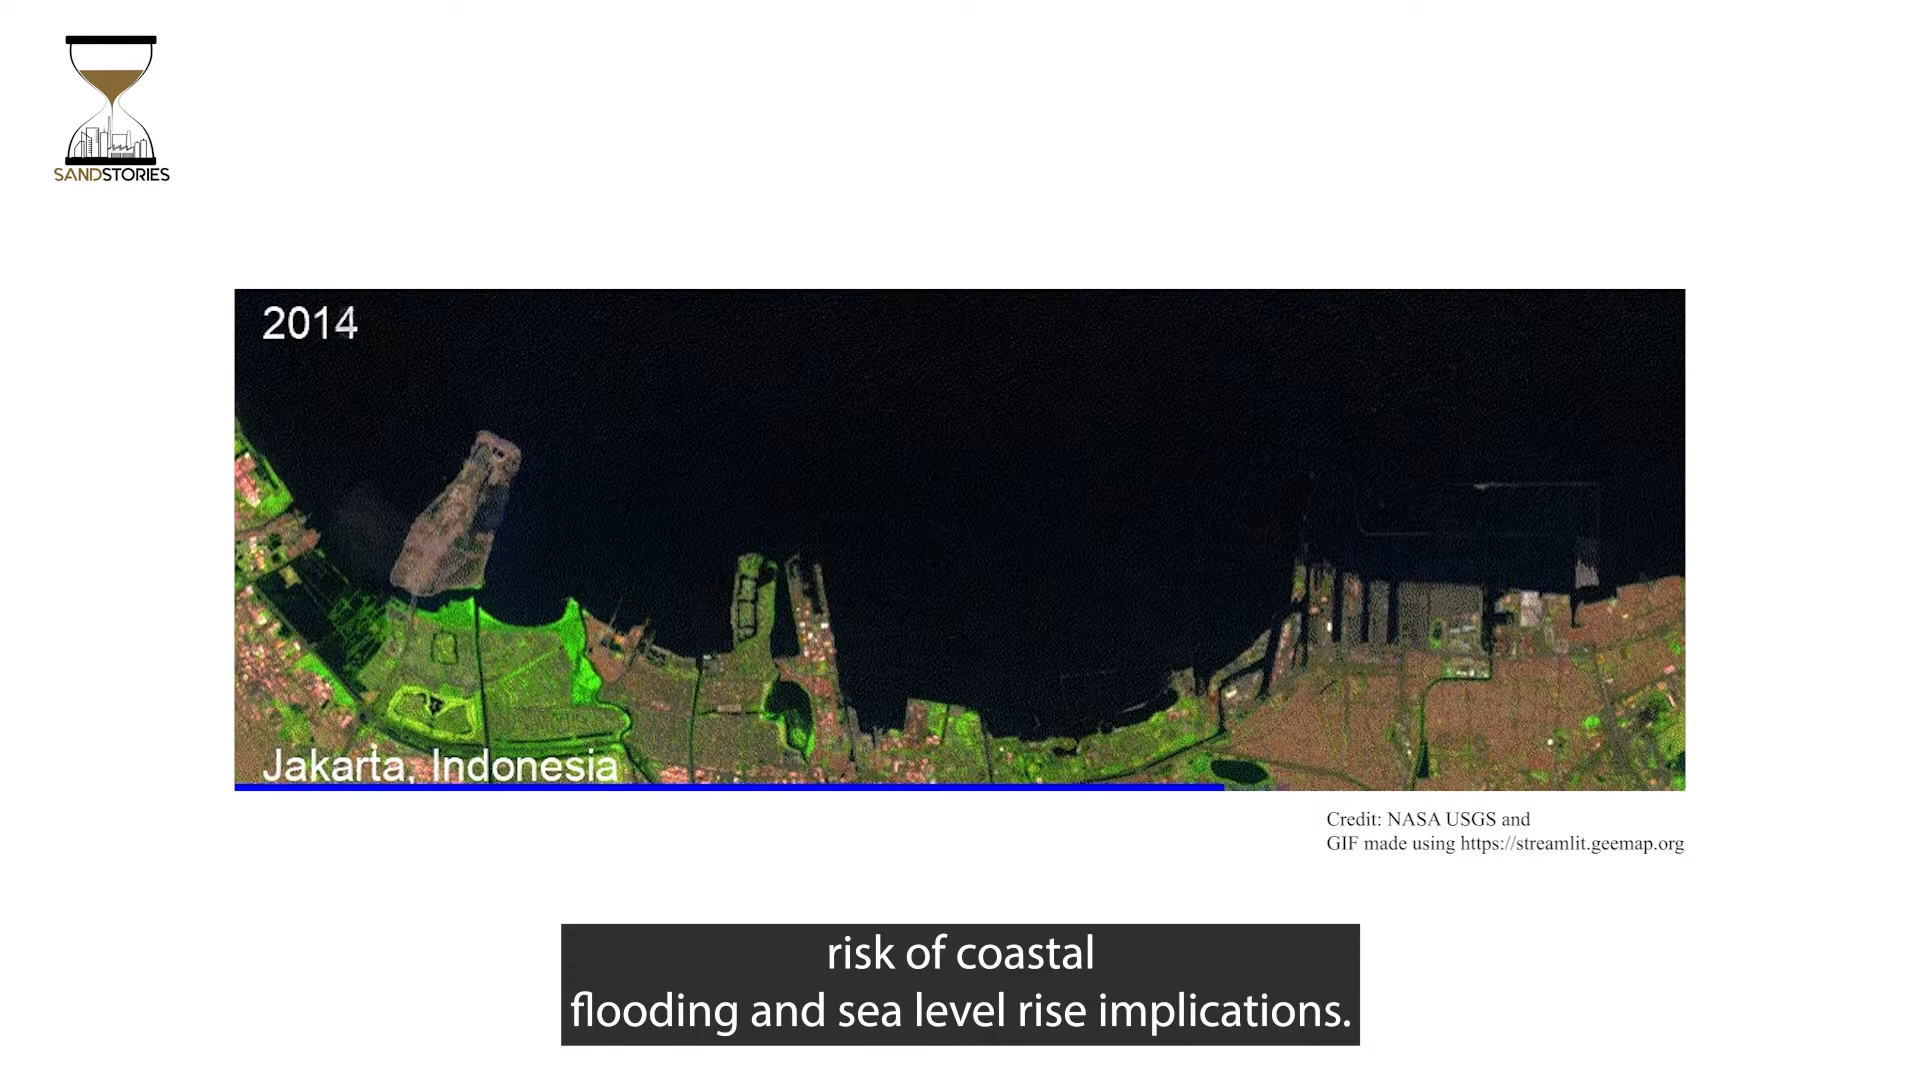 SANDSTORIES
2014
Jakarta, Indonesia
Credit: NASA USGS and
GIF made using https://streamlit.geemap.org
risk of coastal
flooding and sea level rise implications.